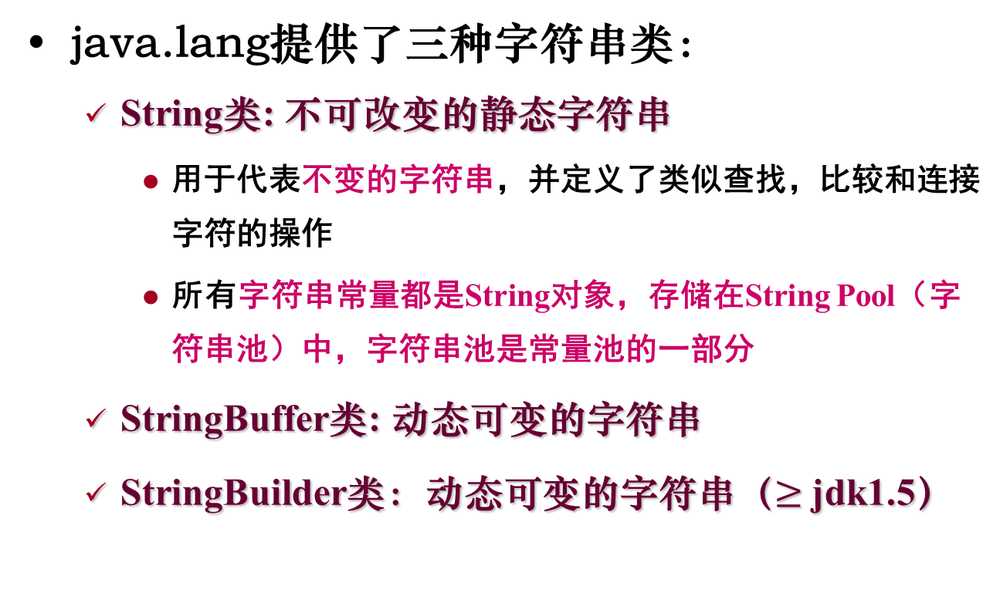 • java.lang提供了三种字符串类：
✓ String类: 不可改变的静态字符串
● 用于代表不变的字符串，并定义了类似查找，比较和连接
字符的操作
● 所有字符串常量都是String对象，存储在String Pool（字
符串池）中，字符串池是常量池的一部分
✓ StringBuffer类: 动态可变的字符串
✓ StringBuilder类：动态可变的字符串（≥ jdk1.5）